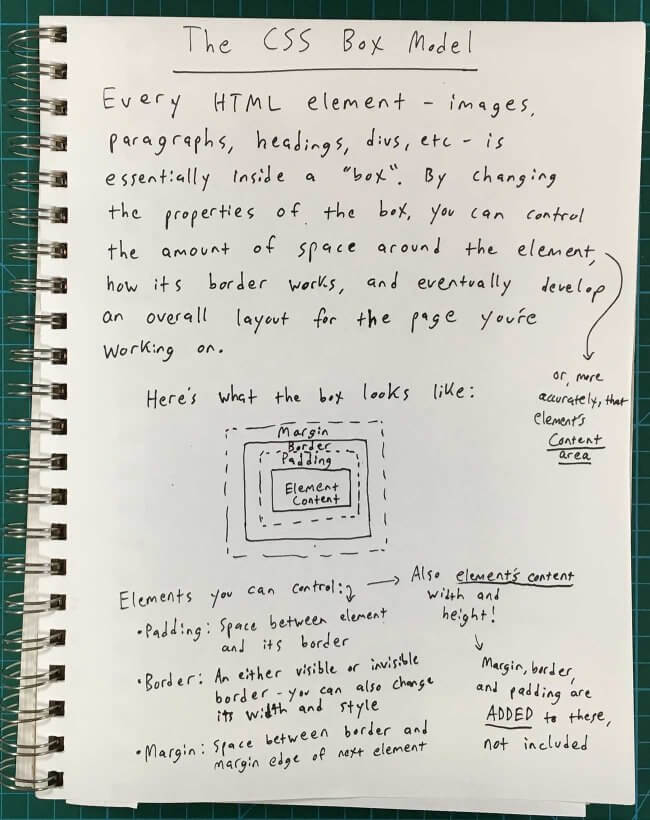 The CSS Box Model
Every HTML element - images,
paragraphs, headings, divs, etc - is
essentially inside a "box". By changing
the properties of the box, you can control
the amount of space around the element,
how its border works, and eventually develop
an overall layout for the page you're
working on.
or, more
accurately, that
element's
Content
area
Here's what the box looks like:
Margin
Border
Padding
Element
Content
Elements you can control:
Also element's content
width and
height!
Margin, border,
and padding are
ADDED to these,
not included
•Padding: Space between element
and its border
•Border: An either visible or invisible
border - you can also change
its width and style
•Margin: Space between border and
margin edge of next element